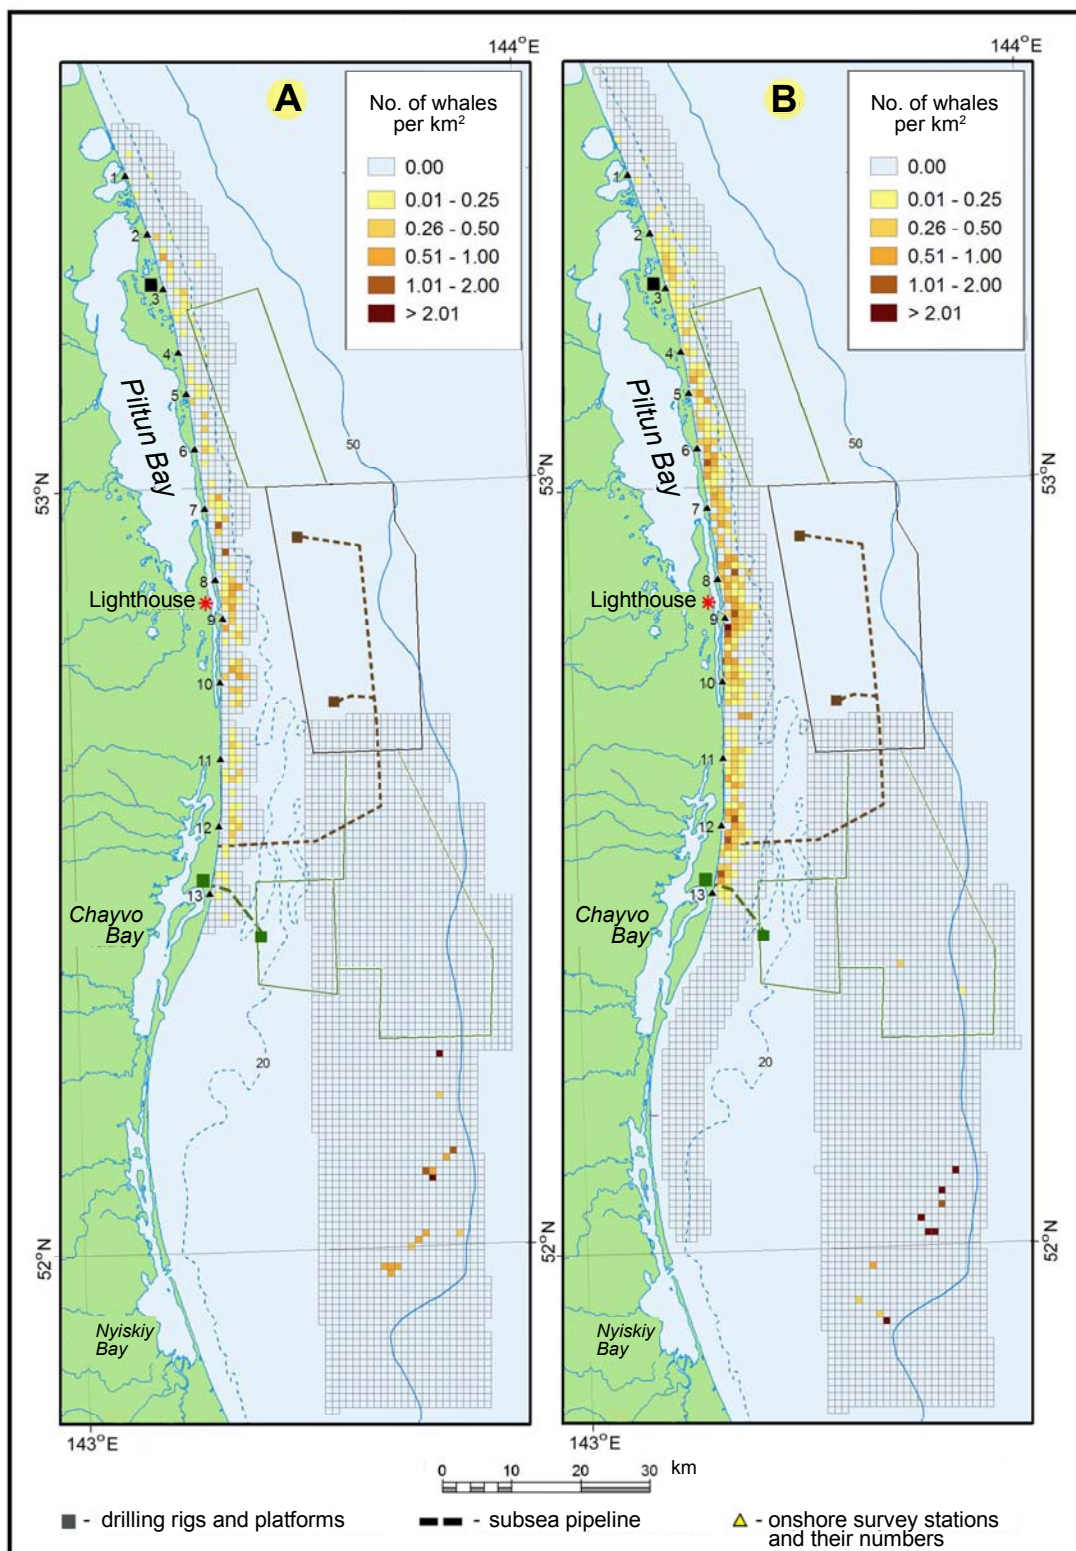 144°E
144°E
A
No. of whales
per km²
0.00
0.01 - 0.25
0.26 - 0.50
0.51 - 1.00
1.01 - 2.00
> 2.01
B
No. of whales
per km²
0.00
0.01 - 0.25
0.26 - 0.50
0.51 - 1.00
1.01 - 2.00
> 2.01
1
2
3
4
5
6
7
8
9
10
11
12
13
Piltun Bay
50
53°N
Lighthouse
Chayvo
Bay
20
52°N
Nyiskiy
Bay
143°E
1
2
3
4
5
6
7
8
9
10
11
12
13
Piltun Bay
50
53°N
53°N
Lighthouse
Chayvo
Bay
20
52°N
52°N
Nyiskiy
Bay
143°E
0 10 20 30 km
- drilling rigs and platforms
- subsea pipeline
- onshore survey stations
and their numbers